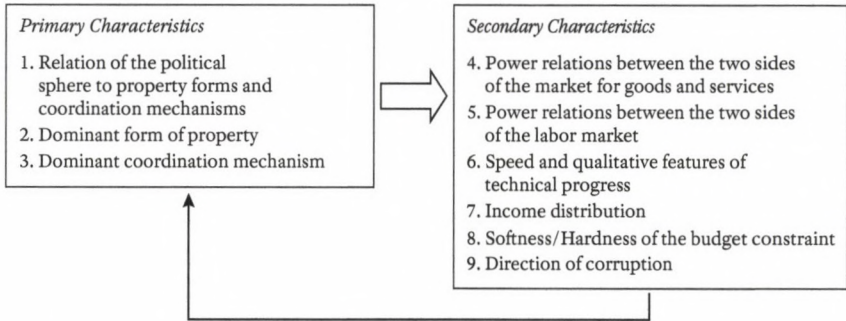 Primary Characteristics
1. Relation of the political
sphere to property forms and
coordination mechanisms
2. Dominant form of property
3. Dominant coordination mechanism
Secondary Characteristics
4. Power relations between the two sides
of the market for goods and services
5. Power relations between the two sides
of the labor market
6. Speed and qualitative features of
technical progress
7. Income distribution
8. Softness/Hardness of the budget constraint
9. Direction of corruption